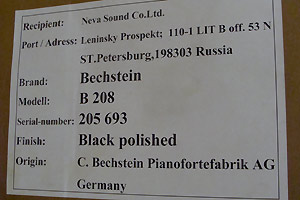 Recipient: Neva Sound Co.Ltd.
Port / Adress: Leninsky Prospekt; 110-1 LIT B off. 53 N
ST.Petersburg,198303 Russia
Brand: Bechstein
Modell: B 208
Serial-number: 205 693
Finish: Black polished
Origin: C. Bechstein Pianofortefabrik AG
Germany